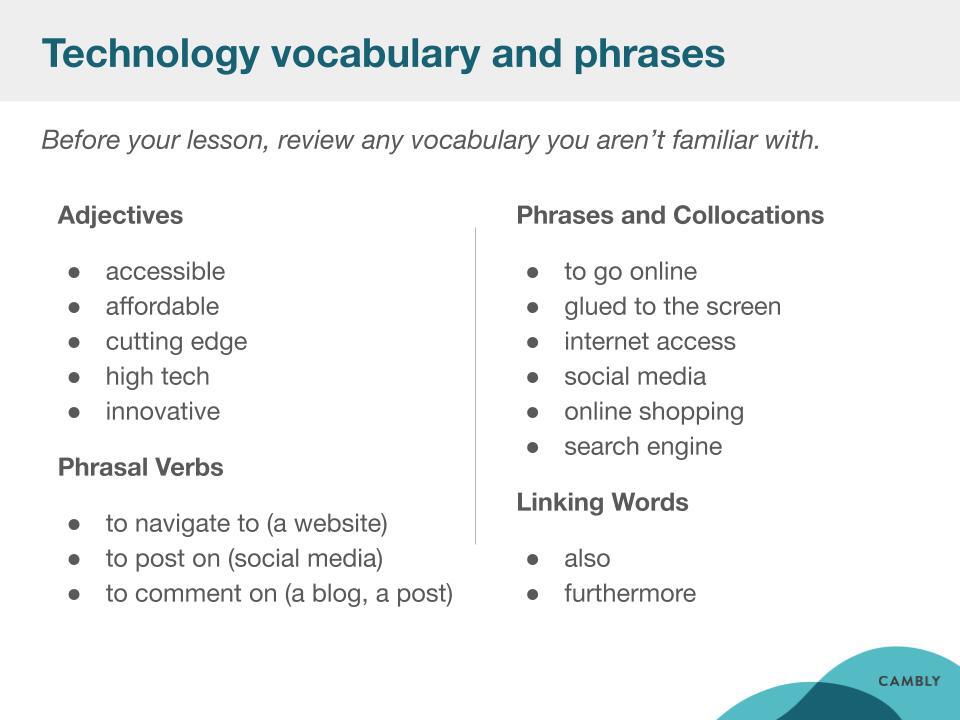 Technology vocabulary and phrases
Before your lesson, review any vocabulary you aren’t familiar with.
Adjectives
● accessible
● affordable
● cutting edge
● high tech
● innovative
Phrasal Verbs
● to navigate to (a website)
● to post on (social media)
● to comment on (a blog, a post)
Phrases and Collocations
● to go online
● glued to the screen
● internet access
● social media
● online shopping
● search engine
Linking Words
● also
● furthermore
CAMBLY